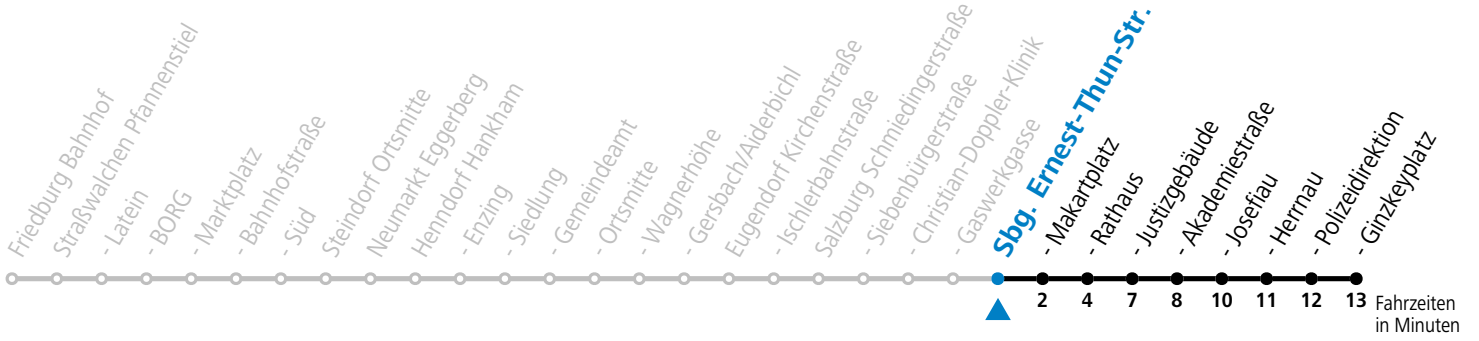 Friedburg Bahnhof
Straßwalchen Pfannenstiel
- Latein
- BORG
- Marktplatz
- Bahnhofstraße
- Süd
Steindorf Ortsmitte
Neumarkt Eggerberg
Henndorf Hankham
- Enzing
- Siedlung
- Gemeindeamt
- Ortsmitte
- Wagnerhöhe
- Gersbach/Aiderbichl
Eugendorf Kirchenstraße
- Ischlerbahnstraße
Salzburg Schmiedingerstraße
- Siebenbürgerstraße
- Christian-Doppler-Klinik
- Gaswerkgasse
Sbg. Ernest-Thun-Str.
- Makartplatz
- Rathaus
- Justizgebäude
- Akademiestraße
- Josefiau
- Herrnau
- Polizeidirektion
- Ginzkeyplatz
2 4 7 8 10 11 12 13 Fahrzeiten
in Minuten